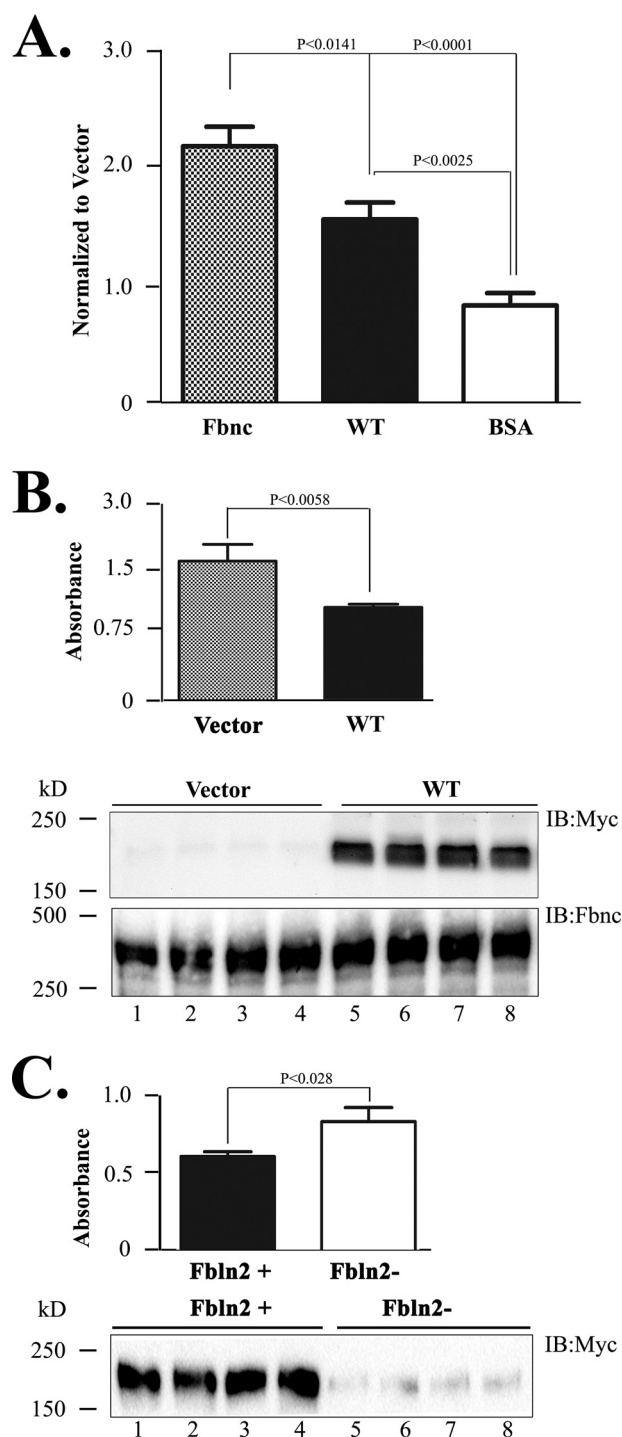 A.
3.0
P<0.0141
P<0.0001
2.0
P<0.0025
1.0
0
Normalized to Vector
Fbnc WT BSA
B.
3.0
P<0.0058
1.5
0.75
0
Absorbance
Vector WT
kD
Vector WT
250
IB:Myc
150
500
IB:Fbnc
250
1 2 3 4 5 6 7 8
C.
1.0
P<0.028
0.5
0
Absorbance
Fbln2 + Fbln2-
kD
Fbln2 + Fbln2-
250
IB:Myc
150
1 2 3 4 5 6 7 8